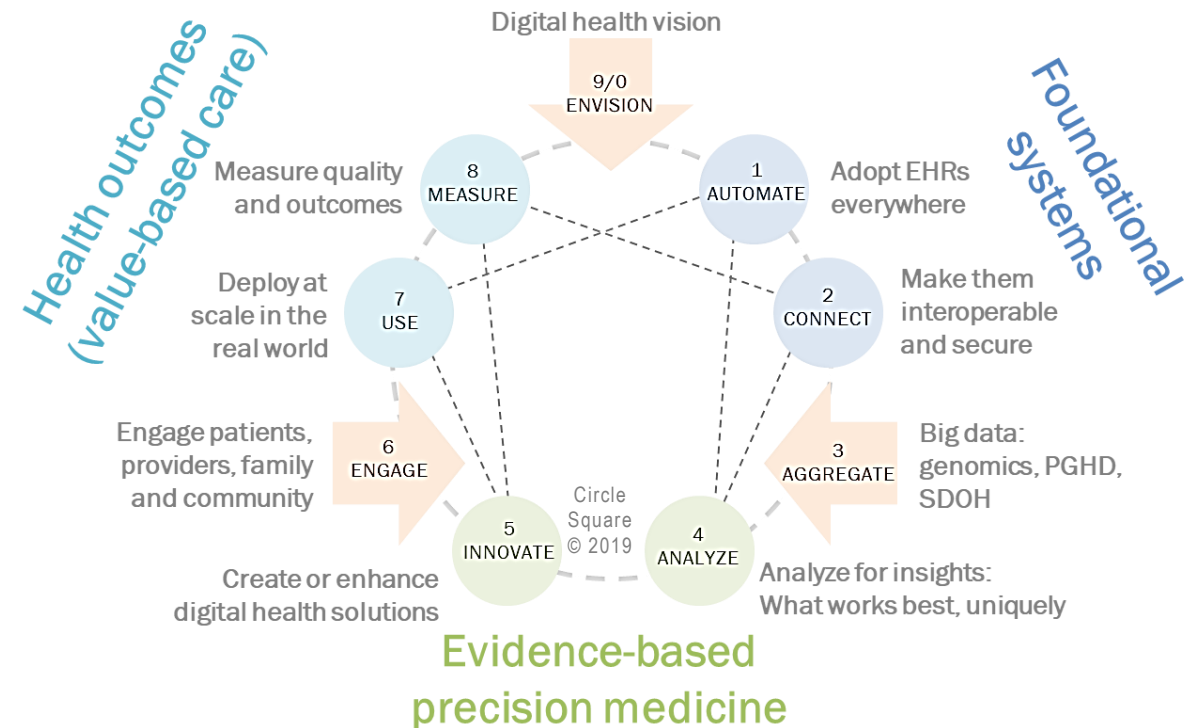 Digital health vision
9/0
ENVISION
Health outcomes
(value-based care)
Foundational
systems
8
MEASURE
Measure quality
and outcomes
1
AUTOMATE
Adopt EHRs
everywhere
7
USE
Deploy at
scale in the
real world
2
CONNECT
Make them
interoperable
and secure
6
ENGAGE
Engage patients,
providers, family
and community
3
AGGREGATE
Big data:
genomics, PGHD,
SDOH
5
INNOVATE
Create or enhance
digital health solutions
Circle
Square
© 2019
4
ANALYZE
Analyze for insights:
What works best, uniquely
Evidence-based
precision medicine